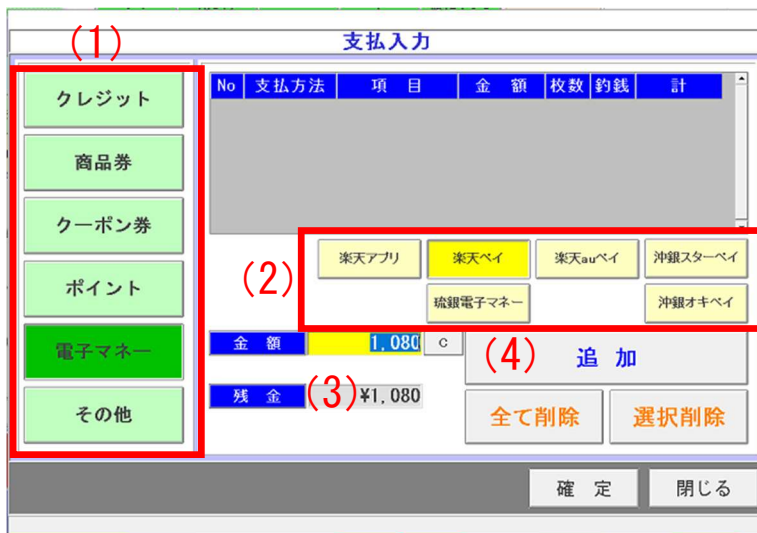 支払入力
(1)
クレジット
商品券
クーポン券
ポイント
電子マネー
その他
No 支払方法 項 目 金 額 枚数 釣銭 計
(2)
楽天アプリ 楽天ペイ 楽天auペイ 沖銀スターペイ
琉銀電子マネー 沖銀オキペイ
金 額 1,080 C
(4) 追 加
残 金 (3) ¥1,080
全て削除 選択削除
確 定 閉じる